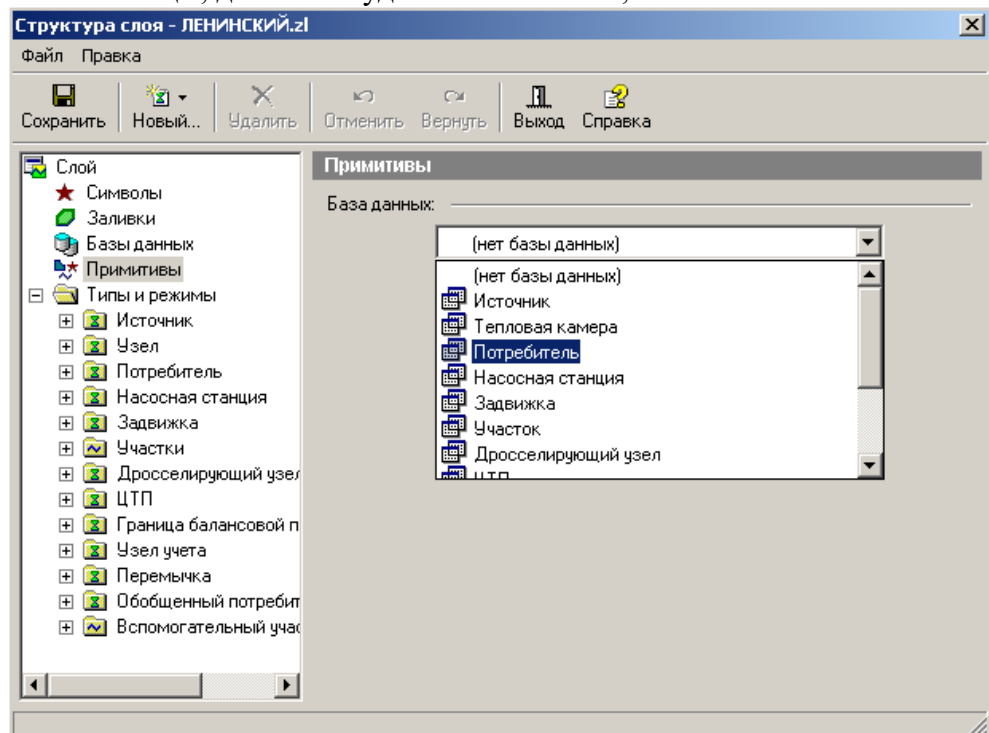 Структура слоя - ЛЕНИНСКИЙ.zl
Файл Правка
Сохранить Новый... Удалить Отменить Вернуть Выход Справка
Слой
Символы
Заливки
Базы данных
Примитивы
Типы и режимы
Источник
Узел
Потребитель
Насосная станция
Задвижка
Участки
Дросселирующий узел
ЦТП
Граница балансовой п
Узел учета
Перемычка
Обобщенный потребит
Вспомогательный учас
Примитивы
База данных:
(нет базы данных)
(нет базы данных)
Источник
Тепловая камера
Потребитель
Насосная станция
Задвижка
Участок
Дросселирующий узел
ЦТП